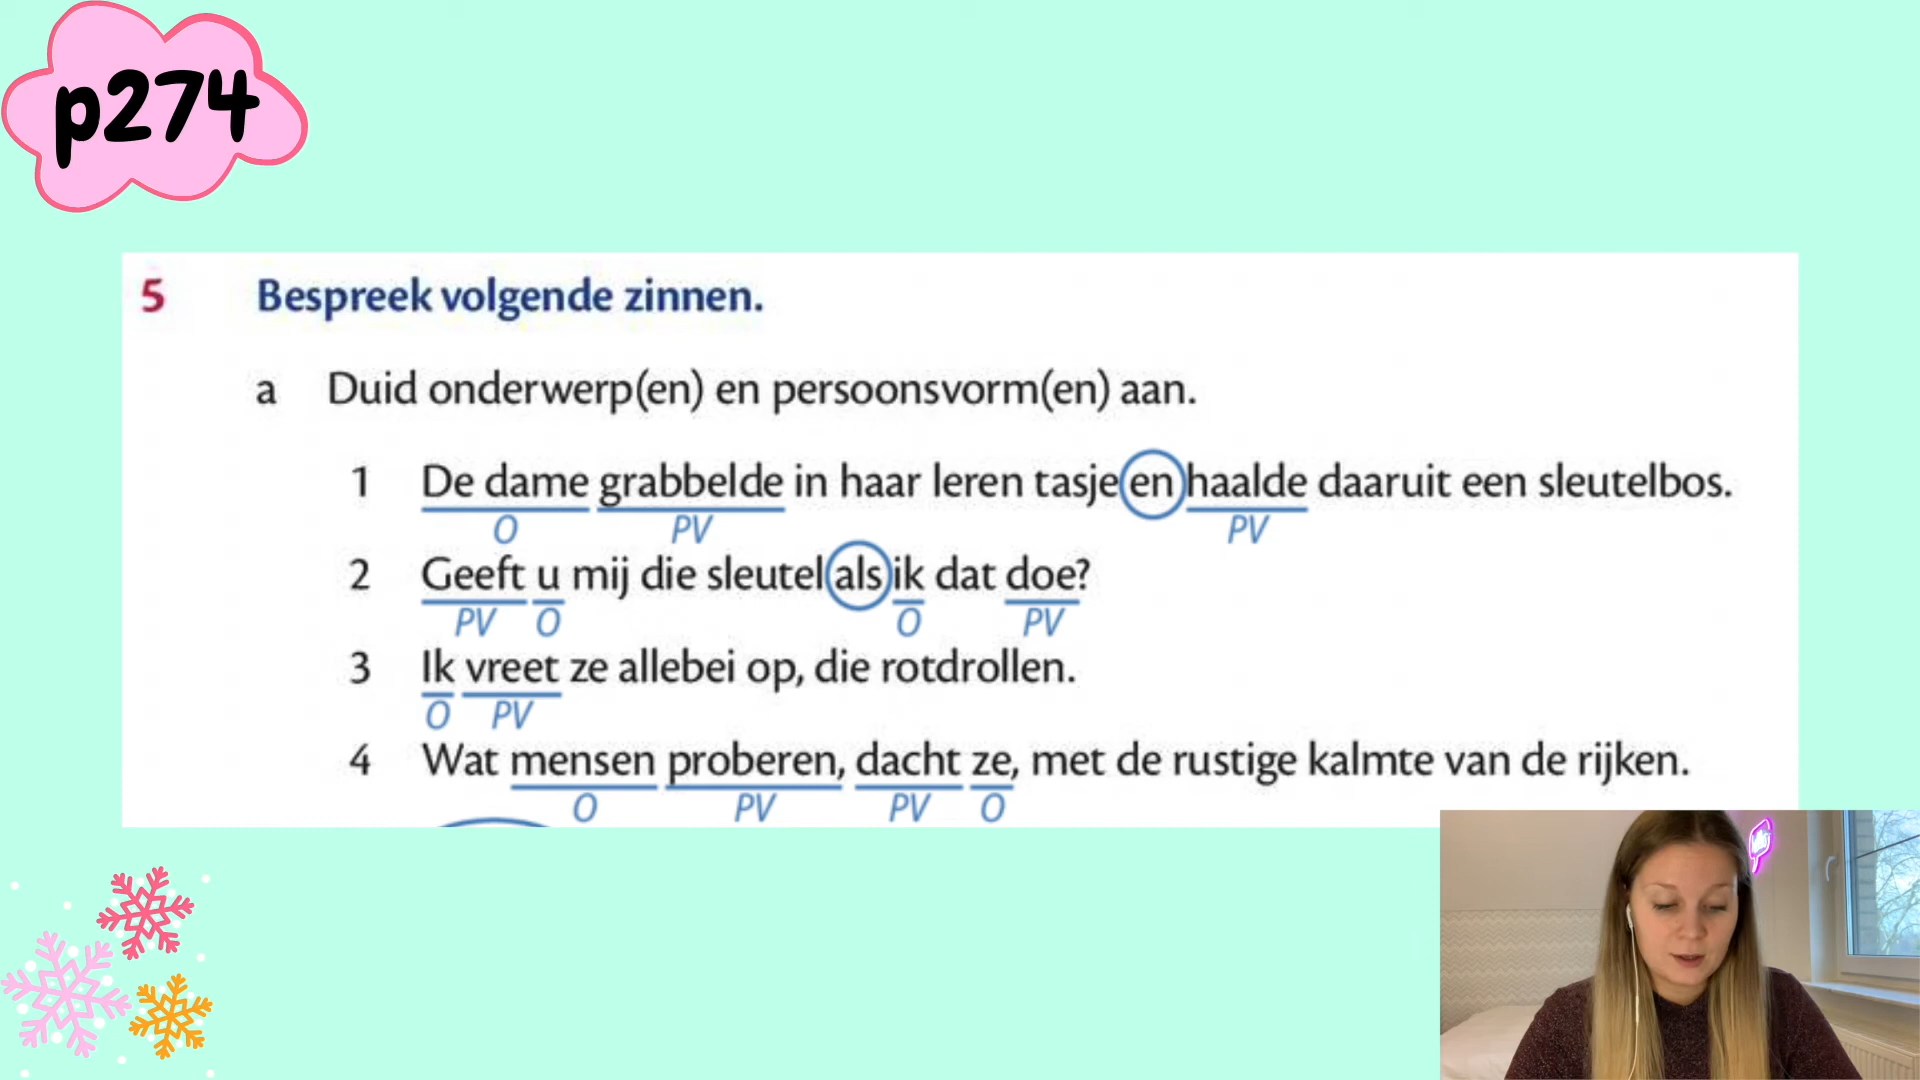 p274
5 Bespreek volgende zinnen.
a Duid onderwerp(en) en persoonsvorm(en) aan.
1 De dame grabbelde in haar leren tasje en haalde daaruit een sleutelbos.
O PV PV
2 Geeft u mij die sleutel als ik dat doe?
PV O O PV
3 Ik vreet ze allebei op, die rotdrollen.
O PV
4 Wat mensen proberen, dacht ze, met de rustige kalmte van de rijken.
O PV PV O